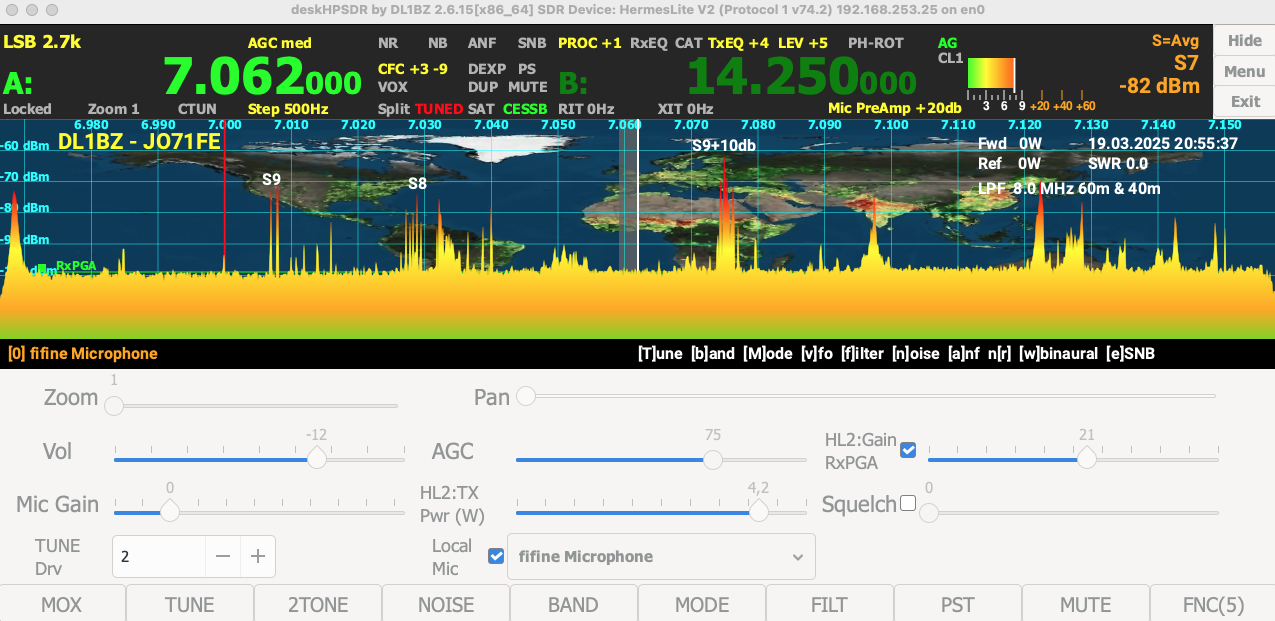 deskHPSDR by DL1BZ 2.6.15[x86_64] SDR Device: HermesLite V2 (Protocol 1 v74.2) 192.168.253.25 on en0
LSB 2.7k AGC med NR NB ANF SNB PROC +1 RxEQ CAT TxEQ +4 LEV +5 PH-ROT AG S=Avg Hide
A: 7.062000 CFC +3 -9 DEXP PS B: 14.250000 CL1 S7
VOX DUP MUTE -82 dBm Menu
Locked Zoom 1 CTUN Step 500Hz Split TUNED SAT CESSB RIT 0Hz XIT 0Hz Mic PreAmp +20db 3 6 9 +20 +40 +60 Exit
6.980 6.990 7.000 7.010 7.020 7.030 7.040 7.050 7.060 7.070 7.080 7.090 7.100 7.110 7.120 7.130 7.140 7.150
-60 dBm DL1BZ - JO71FE S9+10db Fwd 0W 19.03.2025 20:55:37
Ref 0W SWR 0.0
-70 dBm S9 S8 LPF 8.0 MHz 60m & 40m
-80 dBm
-90 dBm
RxPGA
[0] fifine Microphone [T]une [b]and [M]ode [v]fo [f]ilter [n]oise [a]nf n[r] [w]binaural [e]SNB
Zoom 1 Pan
Vol -12 AGC 75 HL2:Gain RxPGA 21
Mic Gain 0 HL2:TX Pwr (W) 4,2 Squelch 0
TUNE Drv 2 − + Local Mic fifine Microphone
MOX TUNE 2TONE NOISE BAND MODE FILT PST MUTE FNC(5)